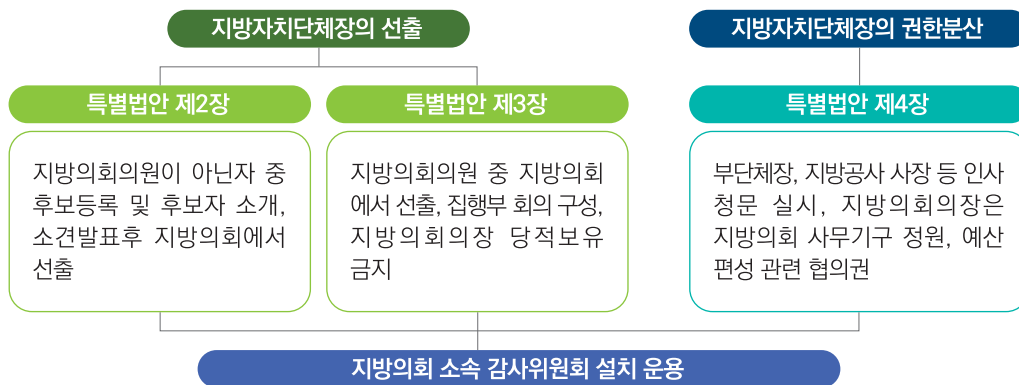 지방자치단체장의 선출
지방자치단체장의 권한분산
특별법안 제2장
특별법안 제3장
특별법안 제4장
지방의회의원이 아닌자 중
후보등록 및 후보자 소개,
소견발표후 지방의회에서
선출
지방의회의원 중 지방의회
에서 선출, 집행부 회의 구성,
지방의회의장 당적보유
금지
부단체장, 지방공사 사장 등 인사
청문 실시, 지방의회의장은
지방의회 사무기구 정원, 예산
편성 관련 협의권
지방의회 소속 감사위원회 설치 운용